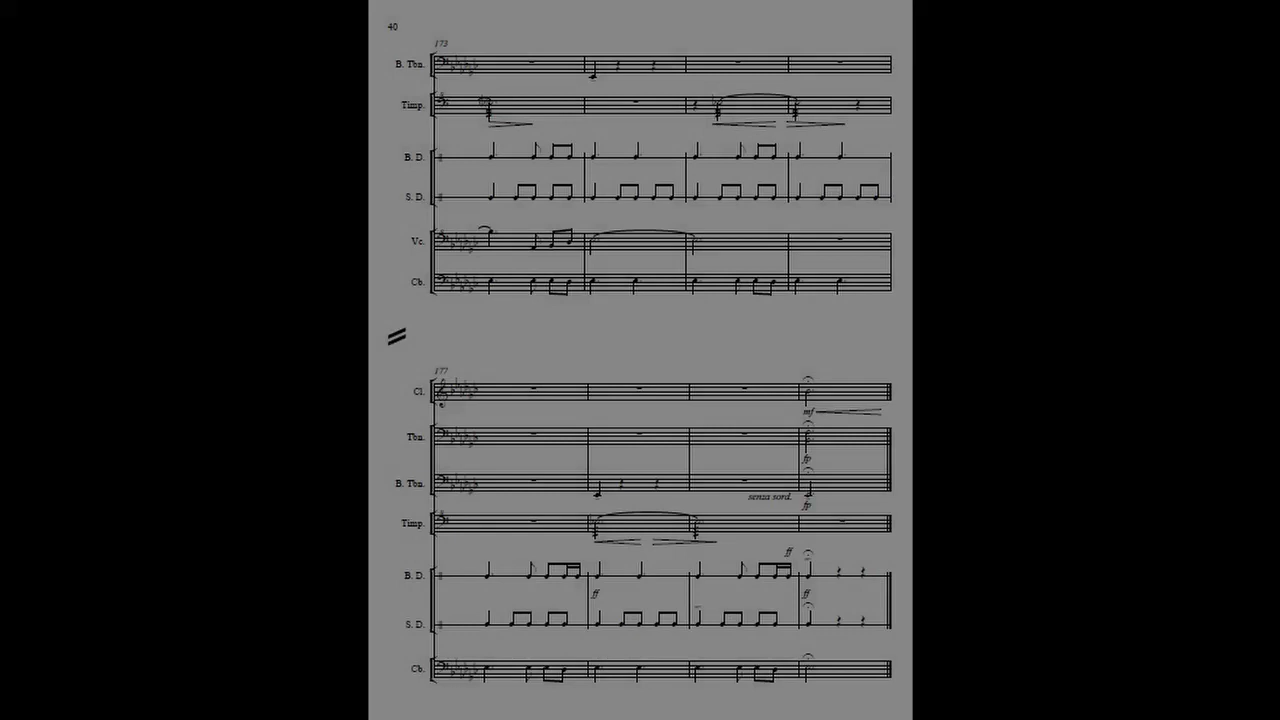 40
173
B. Tbn.
Timp.
B. D.
S. D.
Vc.
Cb.
177
Cl.
mf
Tbn.
fp
B. Tbn.
senza sord.
fp
Timp.
ff
B. D.
ff
ff
S. D.
Cb.